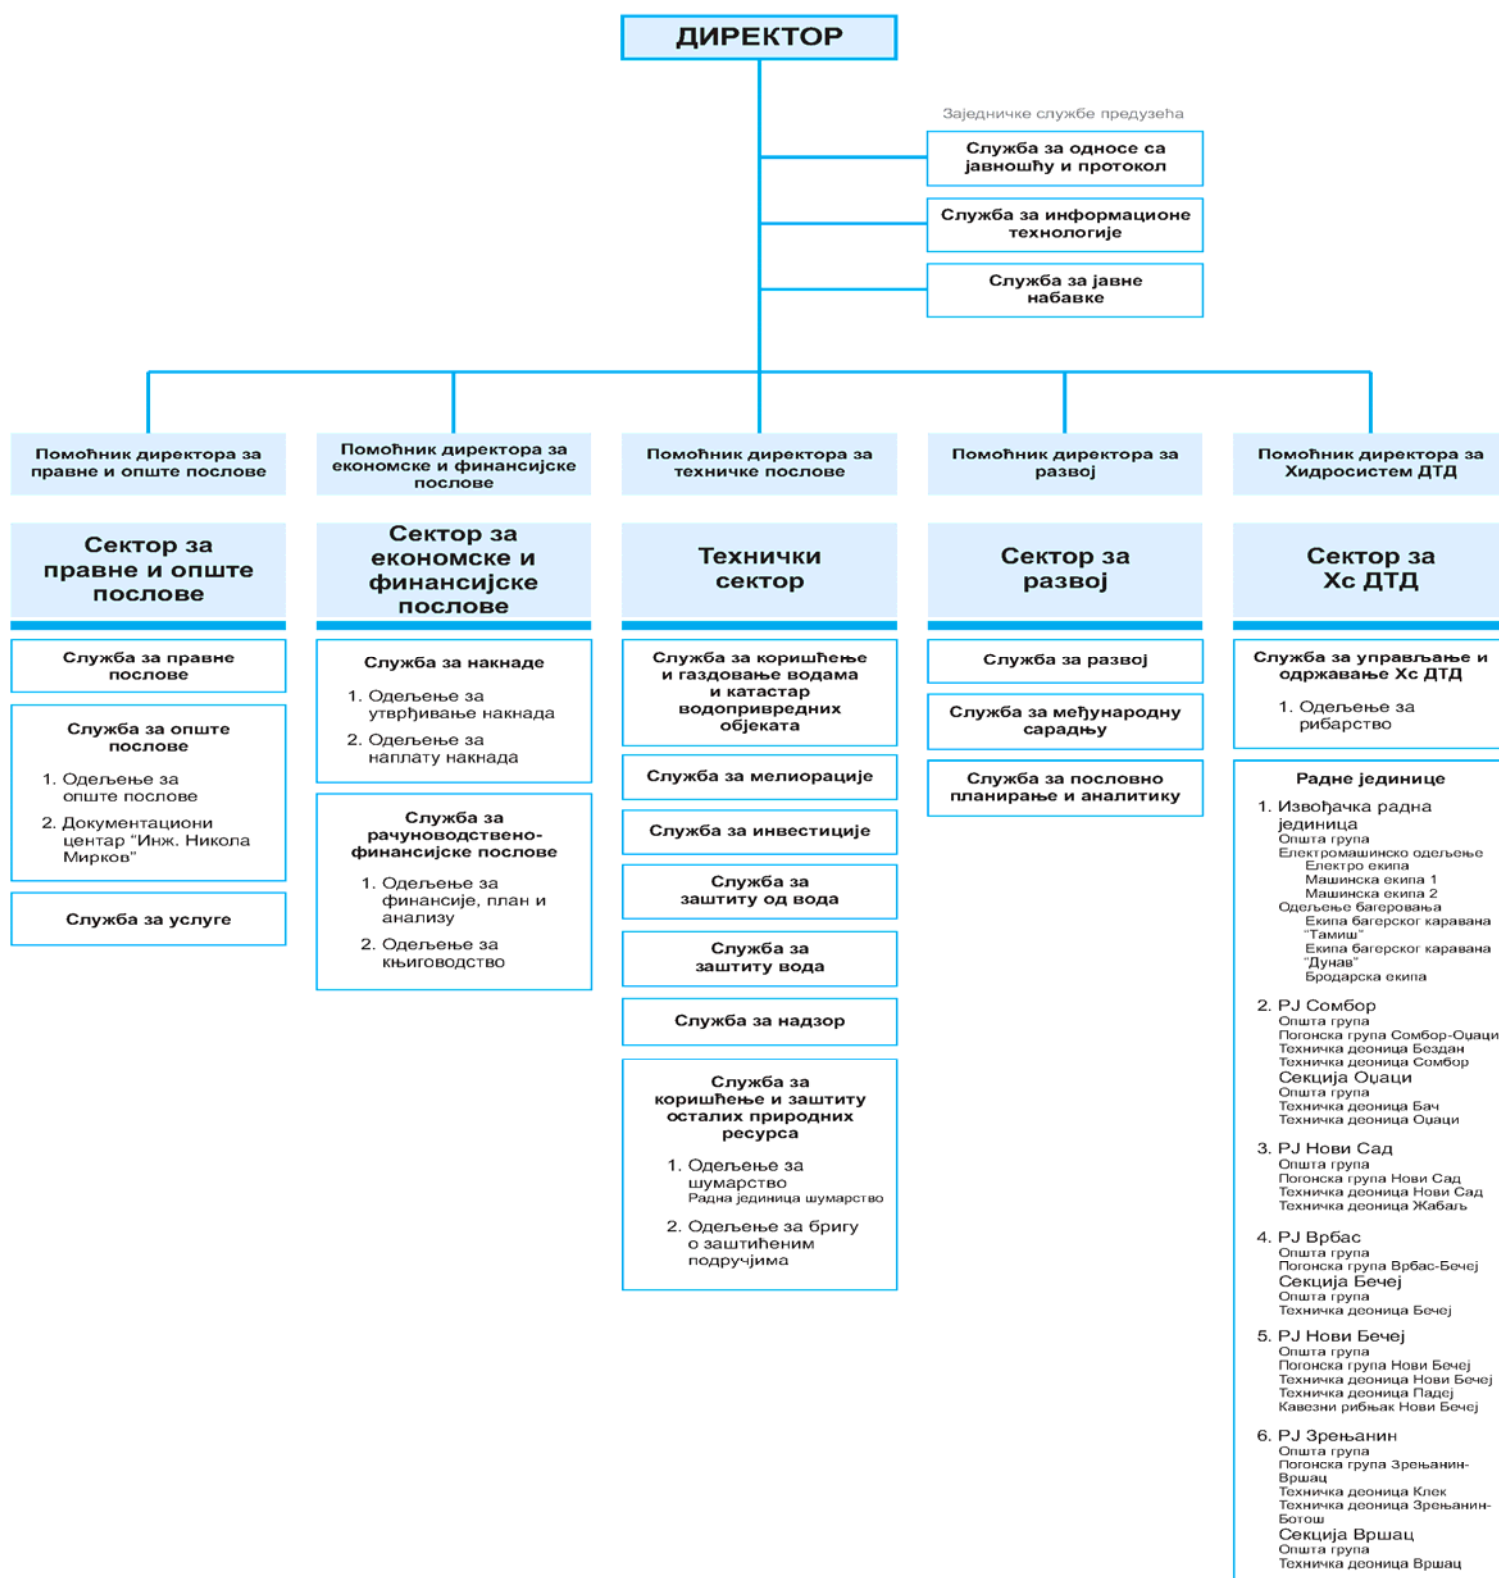 ДИРЕКТОР
Заједничке службе предузећа
Служба за односе са
јавношћу и протокол
Служба за информационе
технологије
Служба за јавне
набавке
Помоћник директора за
правне и опште послове
Помоћник директора за
економске и финансијске
послове
Помоћник директора за
техничке послове
Помоћник директора за
развој
Помоћник директора за
Хидросистем ДТД
Сектор за
правне и опште
послове
Служба за правне
послове
Служба за опште
послове
1. Одељење за
опште послове
2. Документациони
центар "Инж. Никола
Мирков"
Служба за услуге
Сектор за
економске и
финансијске
послове
Служба за накнаде
1. Одељење за
утврђивање накнада
2. Одељење за
наплату накнада
Служба за
рачуноводствено-
финансијске послове
1. Одељење за
финансије, план и
анализу
2. Одељење за
књиговодство
Технички
сектор
Служба за коришћење
и газдовање водама
и катастар
водопривредних
објеката
Служба за мелиорације
Служба за инвестиције
Служба за
заштиту од вода
Служба за
заштиту вода
Служба за надзор
Служба за
коришћење и заштиту
осталих природних
ресурса
1. Одељење за
шумарство
Радна јединица шумарство
2. Одељење за бригу
о заштићеним
подручјима
Сектор за
развој
Служба за развој
Служба за међународну
сарадњу
Служба за пословно
планирање и аналитику
Сектор за
Хс ДТД
Служба за управљање и
одржавање Хс ДТД
1. Одељење за
рибарство
Радне јединице
1. Извођачка радна
јединица
Општа група
Електромашинско одељење
Електро екипа
Машинска екипа 1
Машинска екипа 2
Одељење багеровања
Екипа багерског каравана
"Тамиш"
Екипа багерског каравана
"Дунав"
Бродарска екипа
2. РЈ Сомбор
Општа група
Погонска група Сомбор-Оџаци
Техничка деоница Бездан
Техничка деоница Сомбор
Секција Оџаци
Општа група
Техничка деоница Бач
Техничка деоница Оџаци
3. РЈ Нови Сад
Општа група
Погонска група Нови Сад
Техничка деоница Нови Сад
Техничка деоница Жабаљ
4. РЈ Врбас
Општа група
Погонска група Врбас-Бечеј
Секција Бечеј
Општа група
Техничка деоница Бечеј
5. РЈ Нови Бечеј
Општа група
Погонска група Нови Бечеј
Техничка деоница Нови Бечеј
Техничка деоница Падеј
Кавезни рибњак Нови Бечеј
6. РЈ Зрењанин
Општа група
Погонска група Зрењанин-
Вршац
Техничка деоница Клек
Техничка деоница Зрењанин-
Ботош
Секција Вршац
Општа група
Техничка деоница Вршац